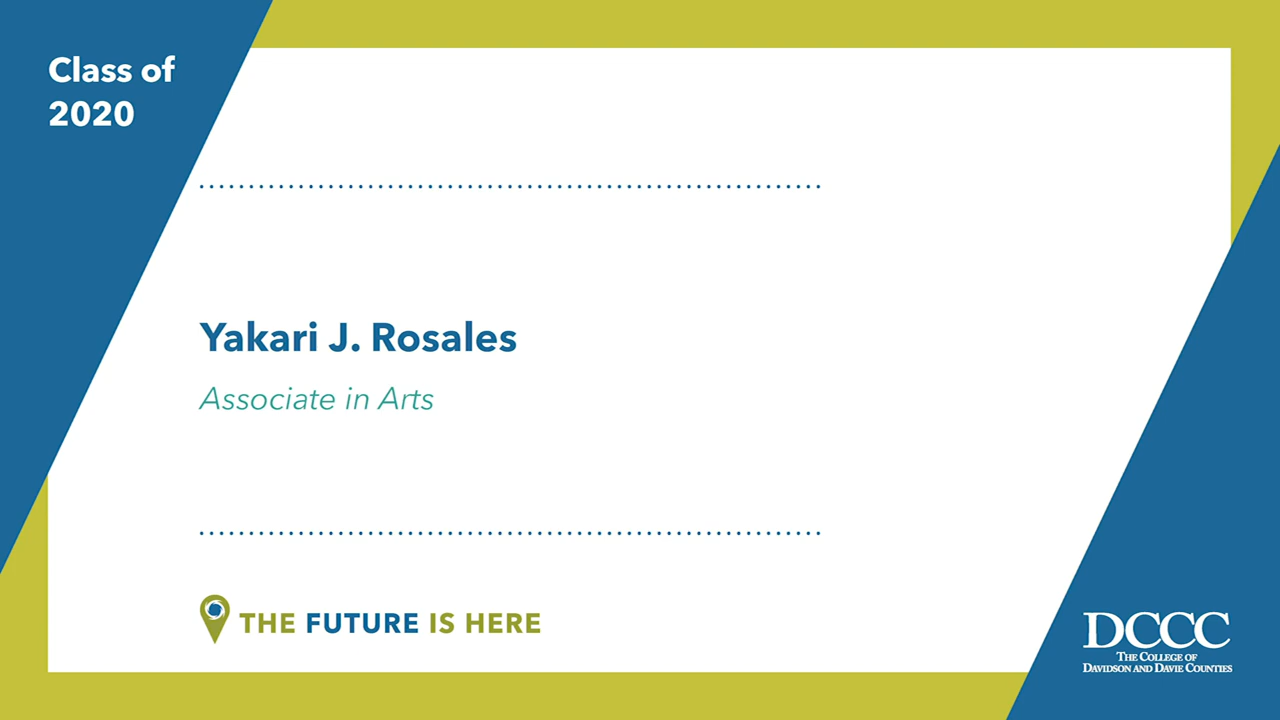 Class of
2020
Yakari J. Rosales
Associate in Arts
THE FUTURE IS HERE
DCCC
THE COLLEGE OF
DAVIDSON AND DAVIE COUNTIES